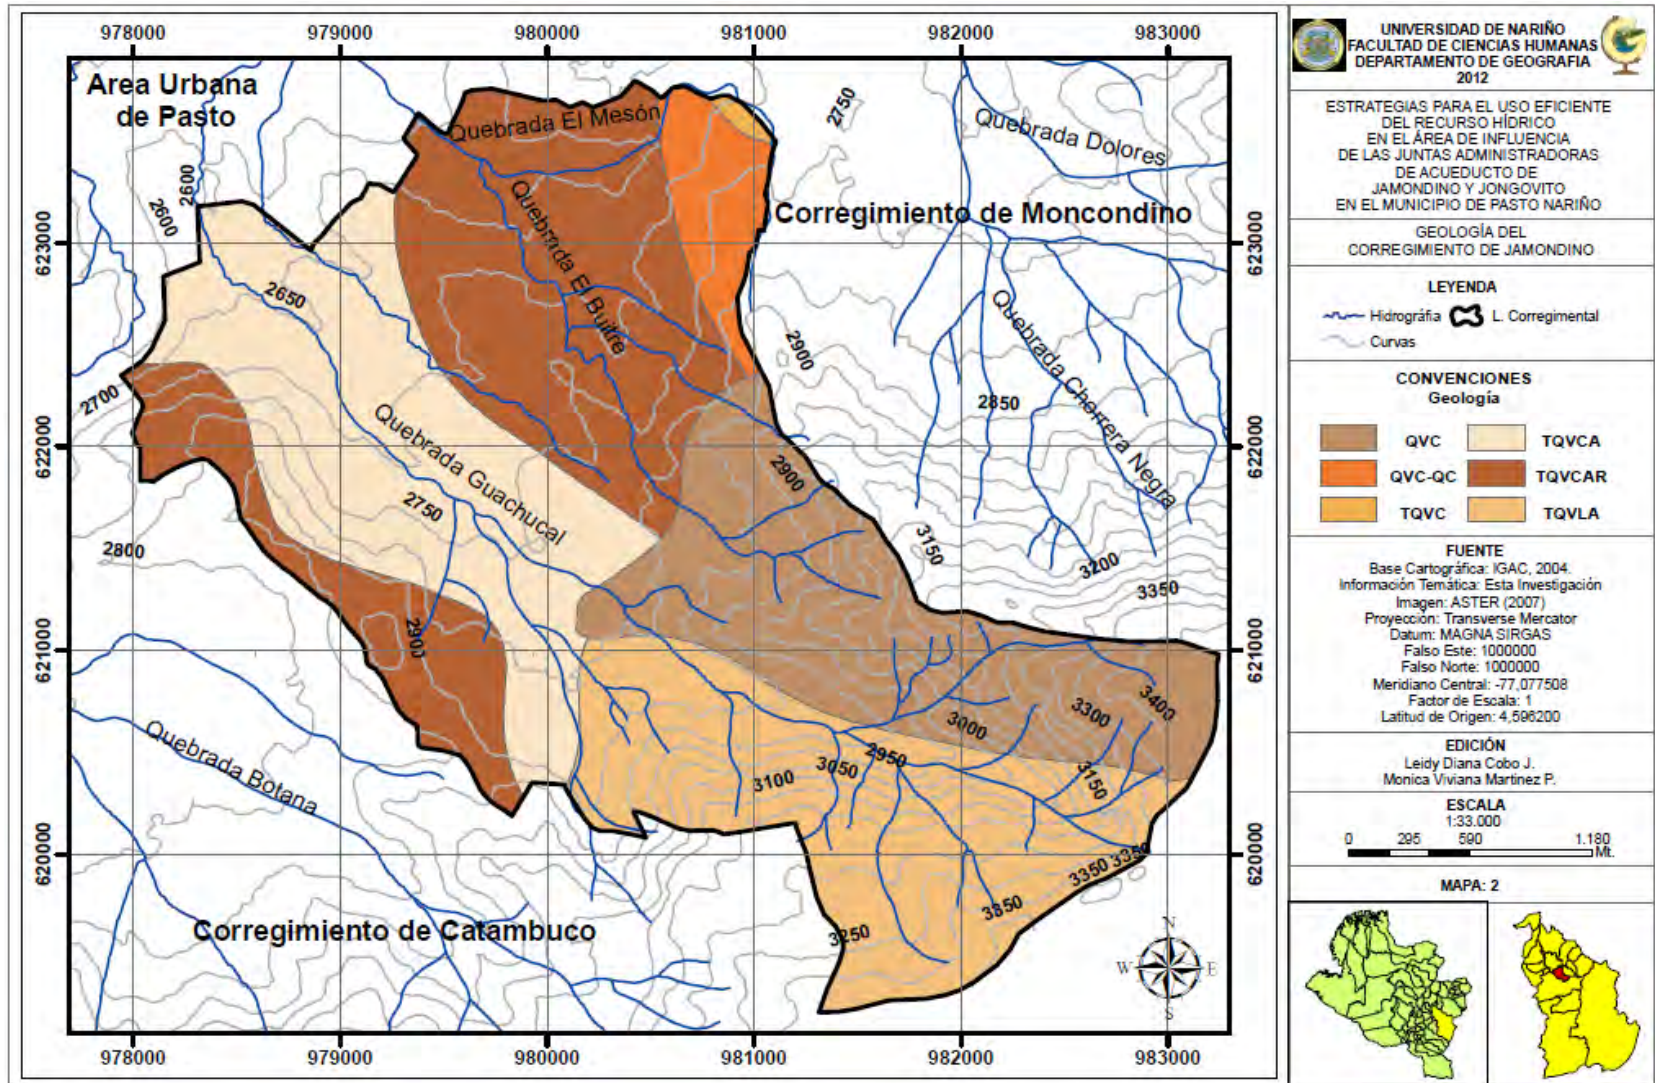 978000 979000 980000 981000 982000 983000
Area Urbana
de Pasto
Quebrada El Mesón
2750
Quebrada Dolores
2600
2600
623000
Corregimiento de Moncondino
623000
Quebrada El Buitre
2650
Quebrada Chorrera Negra
2900
2700
2850
Quebrada Guachucal
622000
2900
622000
2750
2800
3150
3200
3350
2900
621000
621000
3400
3300
3000
Quebrada Botana
2950
3050
3100
3150
620000
3350
3350
620000
3350
3250
Corregimiento de Catambuco
N
W E
S
978000 979000 980000 981000 982000 983000
UNIVERSIDAD DE NARIÑO
FACULTAD DE CIENCIAS HUMANAS
DEPARTAMENTO DE GEOGRAFIA
2012
ESTRATEGIAS PARA EL USO EFICIENTE
DEL RECURSO HÍDRICO
EN EL ÁREA DE INFLUENCIA
DE LAS JUNTAS ADMINISTRADORAS
DE ACUEDUCTO DE
JAMONDINO Y JONGOVITO
EN EL MUNICIPIO DE PASTO NARIÑO
GEOLOGÍA DEL
CORREGIMIENTO DE JAMONDINO
LEYENDA
Hidrográfia L. Corregimental
Curvas
CONVENCIONES
Geología
QVC TQVCA
QVC-QC TQVCAR
TQVC TQVLA
FUENTE
Base Cartográfica: IGAC, 2004.
Información Temática: Esta Investigación
Imagen: ASTER (2007)
Proyección: Transverse Mercator
Datum: MAGNA SIRGAS
Falso Este: 1000000
Falso Norte: 1000000
Meridiano Central: -77,077508
Factor de Escala: 1
Latitud de Origen: 4,596200
EDICIÓN
Leidy Diana Cobo J.
Monica Viviana Martinez P.
ESCALA
1:33.000
0 295 590 1.180
Mt.
MAPA: 2